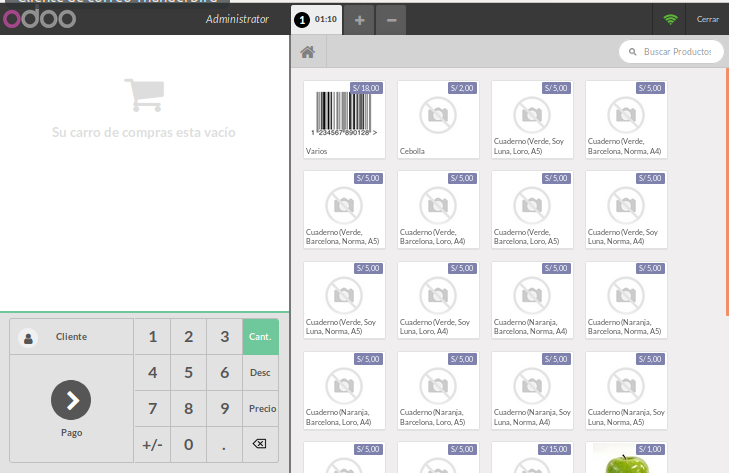 Cliente de correo Thunderbird
odoo
Administrator
1 01:10
+
−
Cerrar
Buscar Productos
Su carro de compras esta vacío
S/ 18,00
1 234567 890128 >
Varios
S/ 2,00
Cebolla
S/ 5,00
Cuaderno (Verde, Soy
Luna, Loro, A5)
S/ 5,00
Cuaderno (Verde,
Barcelona, Norma, A4)
S/ 5,00
Cuaderno (Verde,
Barcelona, Norma, A5)
S/ 5,00
Cuaderno (Verde,
Barcelona, Loro, A4)
S/ 5,00
Cuaderno (Verde,
Barcelona, Loro, A5)
S/ 5,00
Cuaderno (Verde, Soy
Luna, Norma, A4)
S/ 5,00
Cuaderno (Verde, Soy
Luna, Norma, A5)
S/ 5,00
Cuaderno (Verde, Soy
Luna, Loro, A4)
S/ 5,00
Cuaderno (Naranja,
Barcelona, Norma, A4)
S/ 5,00
Cuaderno (Naranja,
Barcelona, Norma, A5)
S/ 5,00
Cuaderno (Naranja,
Barcelona, Loro, A4)
S/ 5,00
Cuaderno (Naranja,
Barcelona, Loro, A5)
S/ 5,00
Cuaderno (Naranja, Soy
Luna, Norma, A4)
S/ 5,00
Cuaderno (Naranja, Soy
Luna, Norma, A5)
S/ 5,00
S/ 5,00
S/ 15,00
S/ 1,00
Cliente
1 2 3 Cant.
4 5 6 Desc
Pago
7 8 9 Precio
+/- 0 .